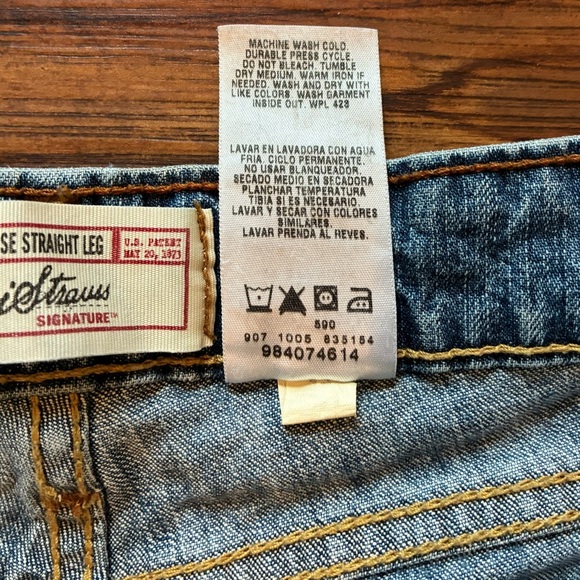 MACHINE WASH COLD.
DURABLE PRESS CYCLE.
DO NOT BLEACH. TUMBLE
DRY MEDIUM. WARM IRON IF
NEEDED. WASH AND DRY WITH
LIKE COLORS. WASH GARMENT
INSIDE OUT. WPL 423
LAVAR EN LAVADORA CON AGUA
FRIA. CICLO PERMANENTE.
NO USAR BLANQUEADOR.
SECADO MEDIO EN SECADORA
PLANCHAR TEMPERATURA
TIBIA SI ES NECESARIO.
LAVAR Y SECAR CON COLORES
SIMILARES.
LAVAR PRENDA AL REVES.
590
907 1005 835154
984074614
SE STRAIGHT LEG
U.S. PATENT
MAY 20, 1873
i Strauss
SIGNATURE™